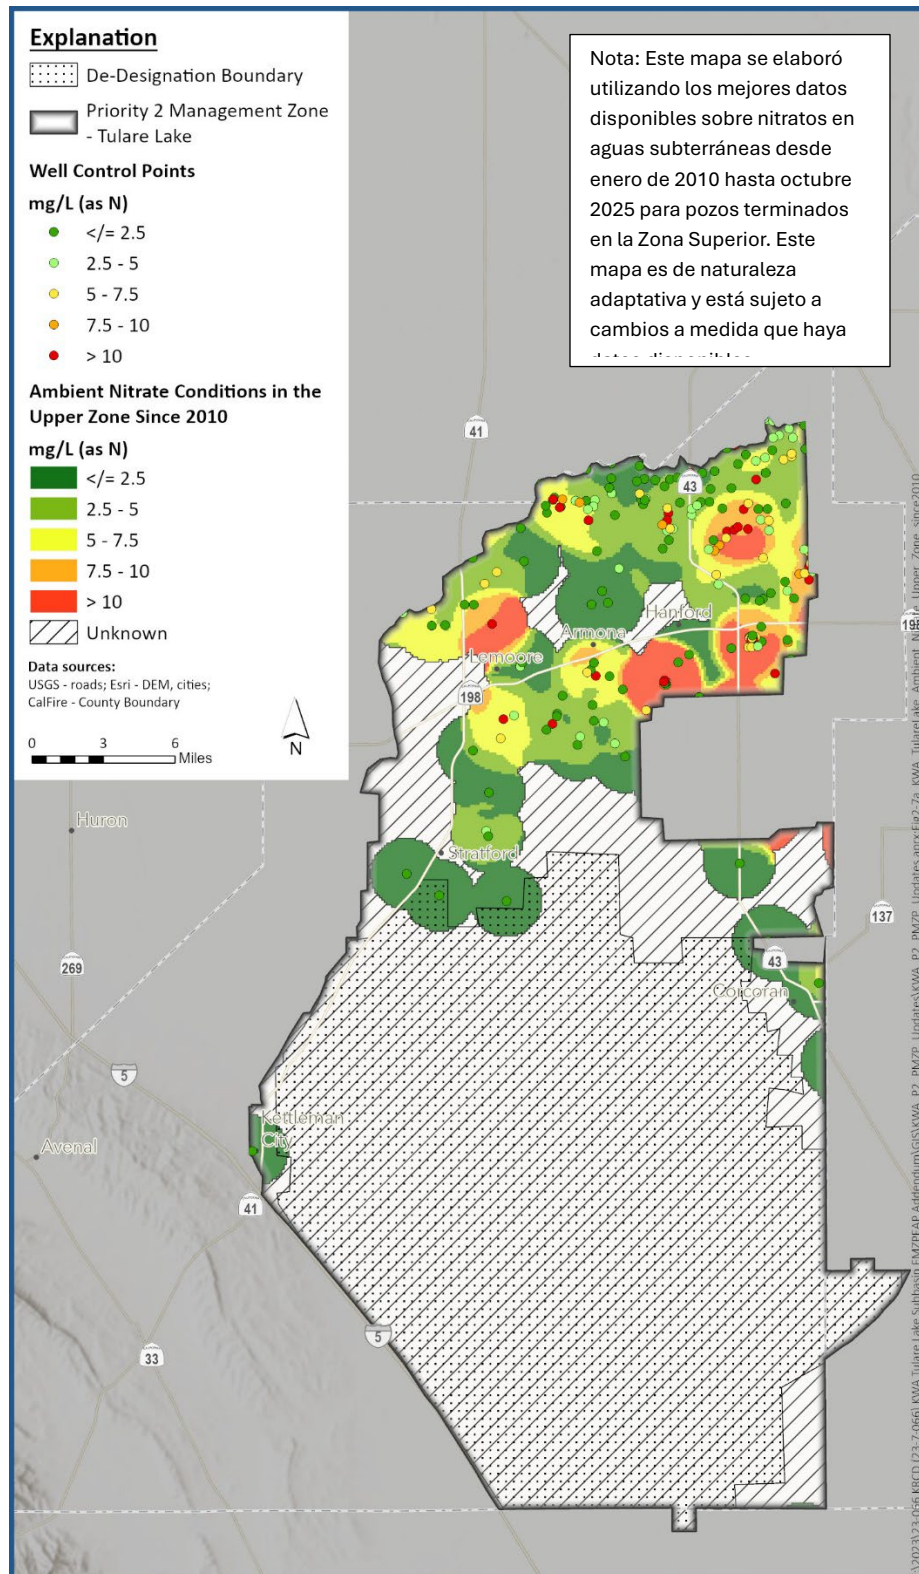 Explanation
De-Designation Boundary
Priority 2 Management Zone
- Tulare Lake
Well Control Points
mg/L (as N)
</= 2.5
2.5 - 5
5 - 7.5
7.5 - 10
> 10
Ambient Nitrate Conditions in the
Upper Zone Since 2010
mg/L (as N)
</= 2.5
2.5 - 5
5 - 7.5
7.5 - 10
> 10
Unknown
Data sources:
USGS - roads; Esri - DEM, cities;
CalFire - County Boundary
N
0 3 6
Miles
Nota: Este mapa se elaboró
utilizando los mejores datos
disponibles sobre nitratos en
aguas subterráneas desde
enero de 2010 hasta octubre
2025 para pozos terminados
en la Zona Superior. Este
mapa es de naturaleza
adaptativa y está sujeto a
cambios a medida que haya
41
43
Hanford
Armona
198
Lemoore
198
Huron
Stratford
137
269
43
Corcoran
5
Kettleman
City
Avenal
41
5
33